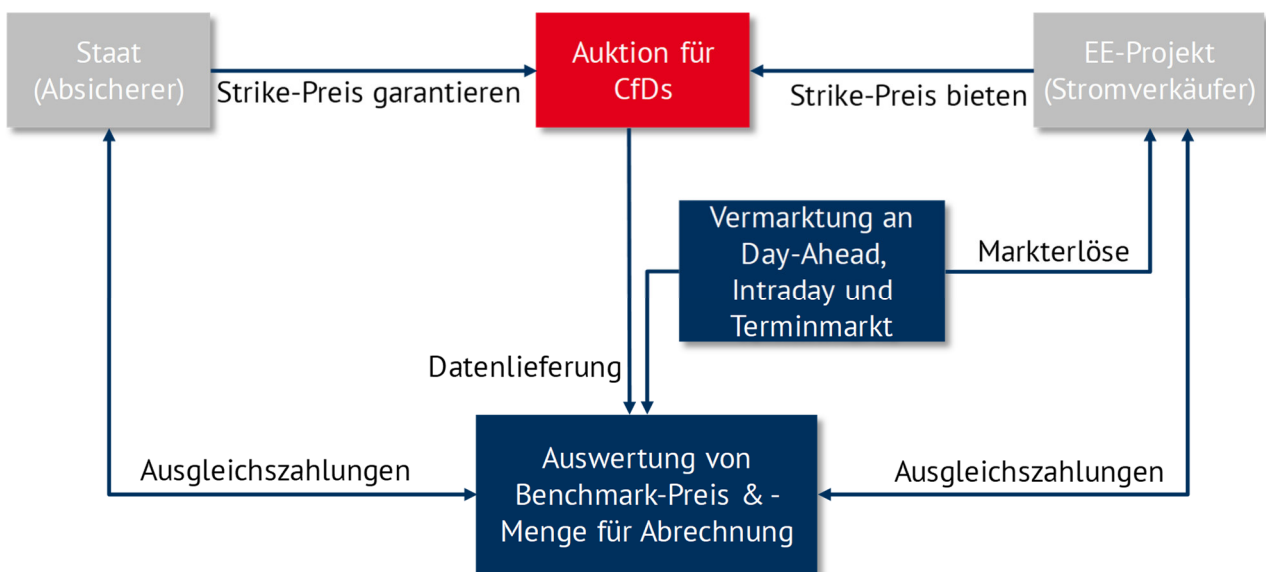 Staat
(Absicherer)
Strike-Preis garantieren
Auktion für
CfDs
Strike-Preis bieten
EE-Projekt
(Stromverkäufer)
Vermarktung an
Day-Ahead,
Intraday und
Terminmarkt
Markterlöse
Datenlieferung
Ausgleichszahlungen
Auswertung von
Benchmark-Preis & -
Menge für Abrechnung
Ausgleichszahlungen